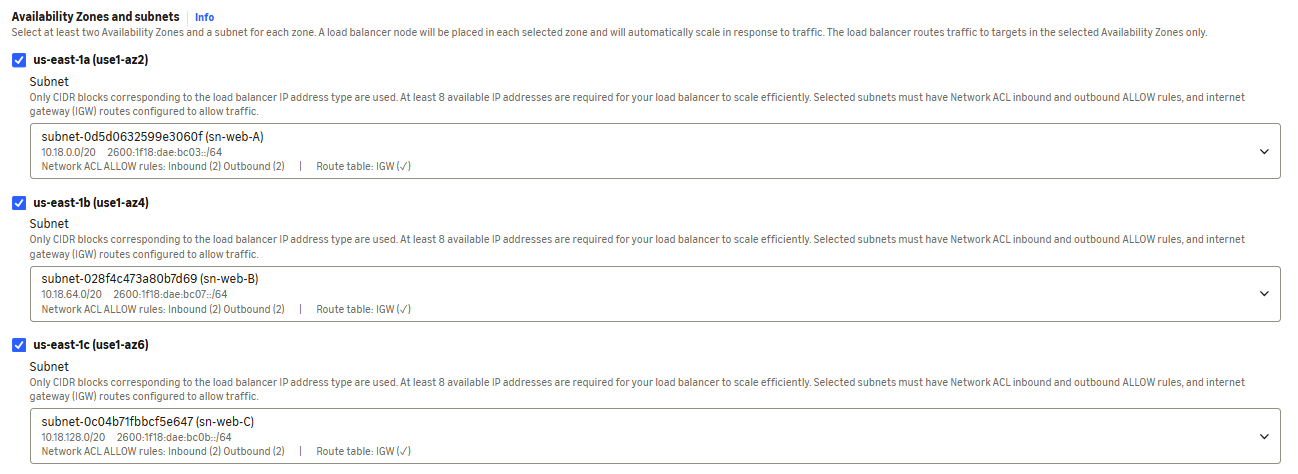 Availability Zones and subnets | Info
Select at least two Availability Zones and a subnet for each zone. A load balancer node will be placed in each selected zone and will automatically scale in response to traffic. The load balancer routes traffic to targets in the selected Availability Zones only.
us-east-1a (use1-az2)
Subnet
Only CIDR blocks corresponding to the load balancer IP address type are used. At least 8 available IP addresses are required for your load balancer to scale efficiently. Selected subnets must have Network ACL inbound and outbound ALLOW rules, and internet
gateway (IGW) routes configured to allow traffic.
subnet-0d5d0632599e3060f (sn-web-A)
10.18.0.0/20 2600:1f18:dae:bc03::/64
Network ACL ALLOW rules: Inbound (2) Outbound (2) | Route table: IGW (✓)
us-east-1b (use1-az4)
Subnet
Only CIDR blocks corresponding to the load balancer IP address type are used. At least 8 available IP addresses are required for your load balancer to scale efficiently. Selected subnets must have Network ACL inbound and outbound ALLOW rules, and internet
gateway (IGW) routes configured to allow traffic.
subnet-028f4c473a80b7d69 (sn-web-B)
10.18.64.0/20 2600:1f18:dae:bc07::/64
Network ACL ALLOW rules: Inbound (2) Outbound (2) | Route table: IGW (✓)
us-east-1c (use1-az6)
Subnet
Only CIDR blocks corresponding to the load balancer IP address type are used. At least 8 available IP addresses are required for your load balancer to scale efficiently. Selected subnets must have Network ACL inbound and outbound ALLOW rules, and internet
gateway (IGW) routes configured to allow traffic.
subnet-0c04b71fbbcf5e647 (sn-web-C)
10.18.128.0/20 2600:1f18:dae:bc0b::/64
Network ACL ALLOW rules: Inbound (2) Outbound (2) | Route table: IGW (✓)